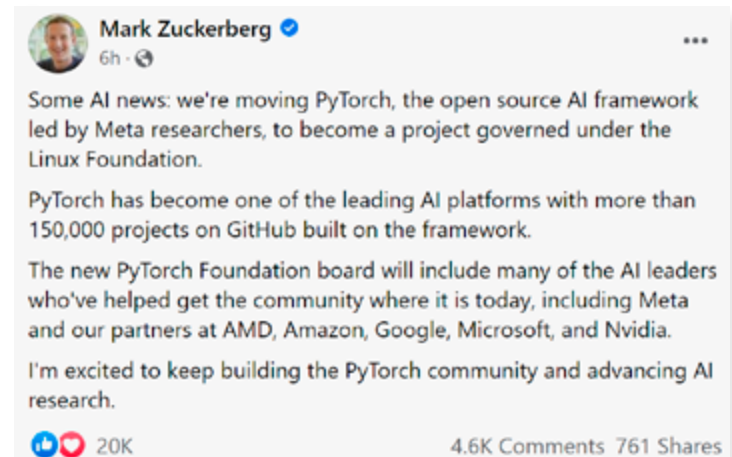 Mark Zuckerberg
6h ·
Some AI news: we're moving PyTorch, the open source AI framework
led by Meta researchers, to become a project governed under the
Linux Foundation.
PyTorch has become one of the leading AI platforms with more than
150,000 projects on GitHub built on the framework.
The new PyTorch Foundation board will include many of the AI leaders
who've helped get the community where it is today, including Meta
and our partners at AMD, Amazon, Google, Microsoft, and Nvidia.
I'm excited to keep building the PyTorch community and advancing AI
research.
20K 4.6K Comments 761 Shares